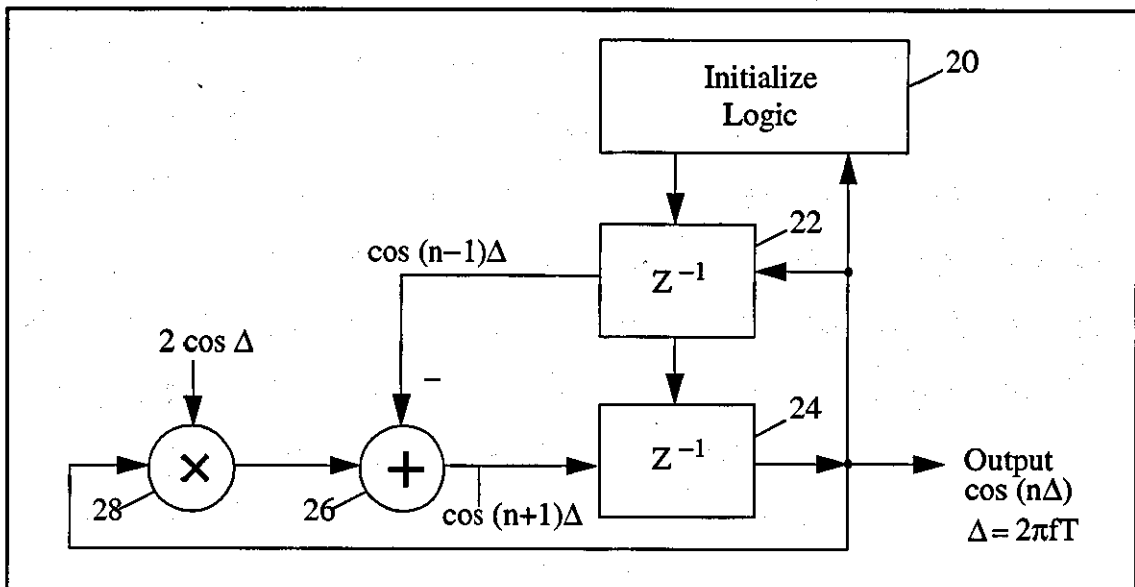 Initialize
Logic
20
22
cos (n−1)Δ
Z⁻¹
2 cos Δ
−
24
×
+
Z⁻¹
28
26
cos (n+1)Δ
Output
cos (nΔ)
Δ = 2πfT